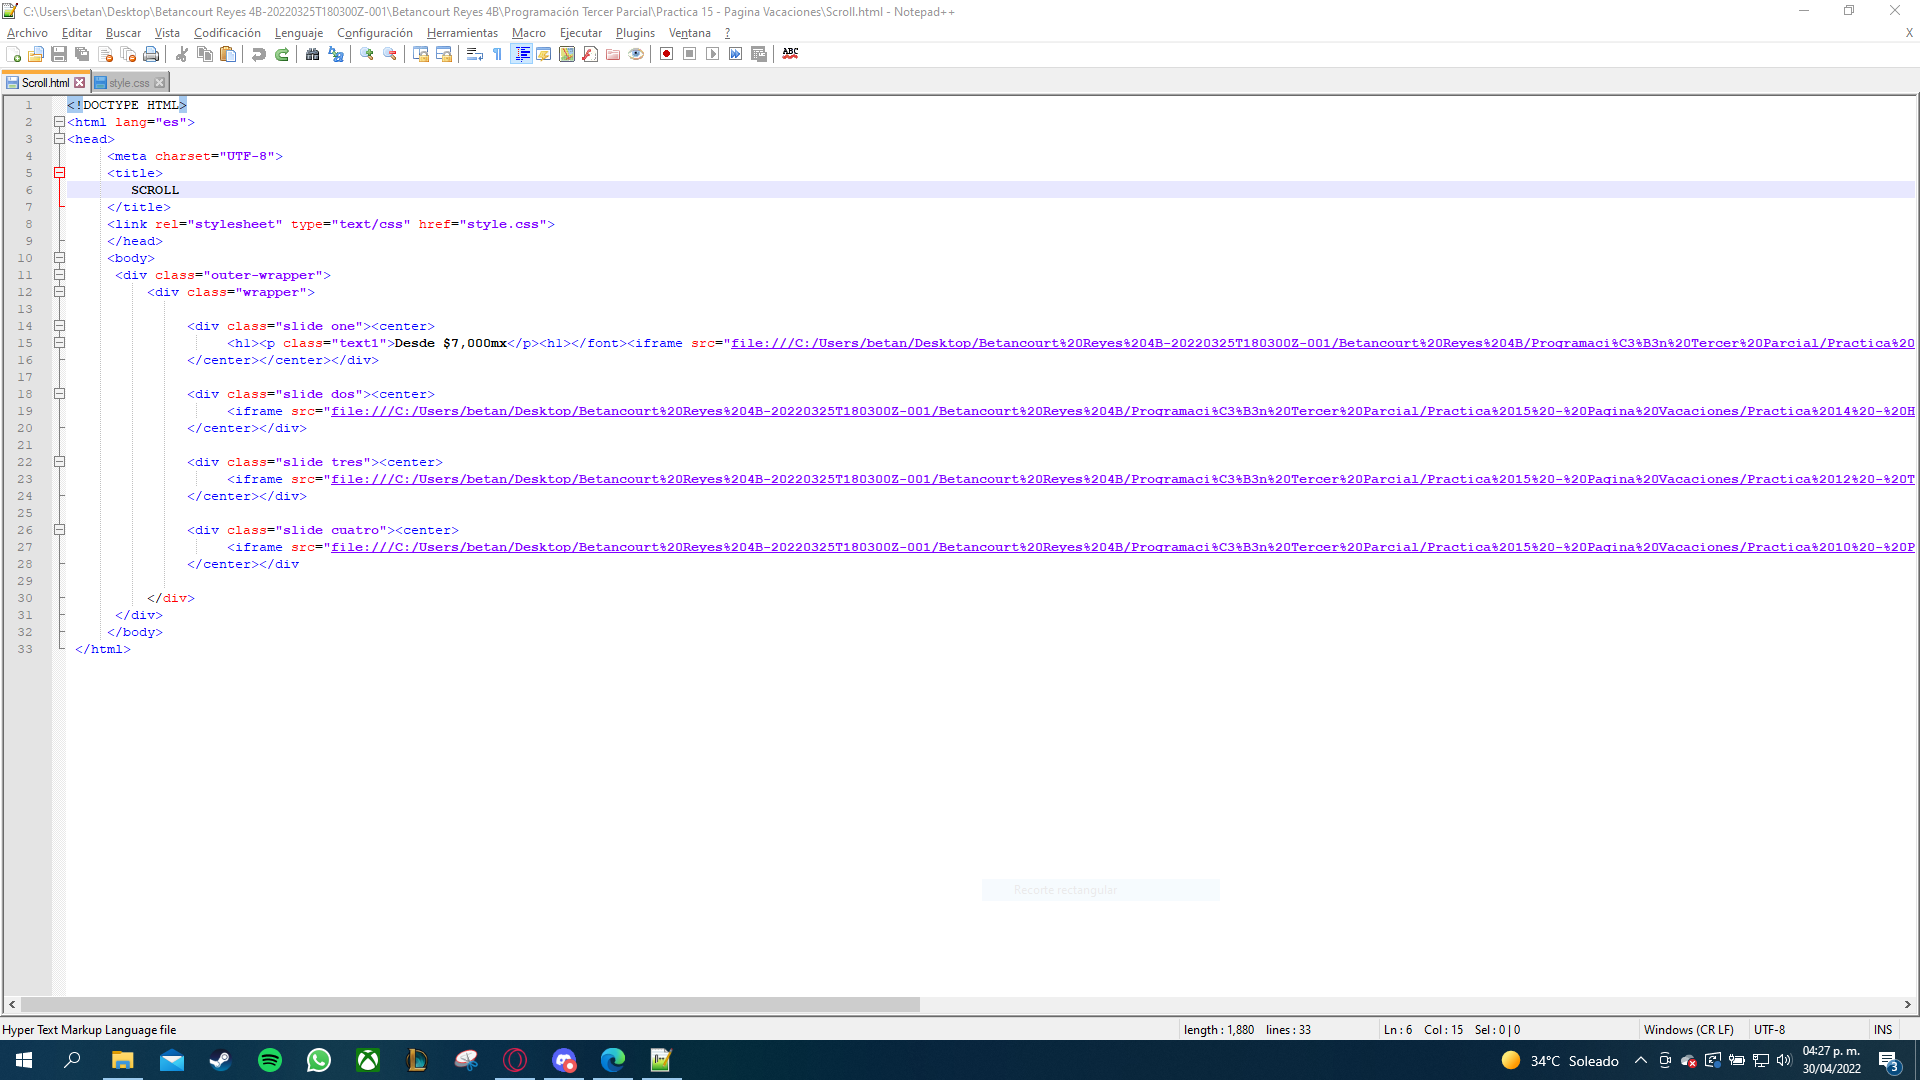 C:\Users\betan\Desktop\Betancourt Reyes 4B-20220325T180300Z-001\Betancourt Reyes 4B\Programación Tercer Parcial\Practica 15 - Pagina Vacaciones\Scroll.html - Notepad++
Archivo Editar Buscar Vista Codificación Lenguaje Configuración Herramientas Macro Ejecutar Plugins Ventana ? X
ABC
Scroll.html style.css
1 <!DOCTYPE HTML>
2 <html lang="es">
3 <head>
4 <meta charset="UTF-8">
5 <title>
6 SCROLL
7 </title>
8 <link rel="stylesheet" type="text/css" href="style.css">
9 </head>
10 <body>
11 <div class="outer-wrapper">
12 <div class="wrapper">
13
14 <div class="slide one"><center>
15 <h1><p class="text1">Desde $7,000mx</p><h1></font><iframe src="file:///C:/Users/betan/Desktop/Betancourt%20Reyes%204B-20220325T180300Z-001/Betancourt%20Reyes%204B/Programaci%C3%B3n%20Tercer%20Parcial/Practica%20
16 </center></center></div>
17
18 <div class="slide dos"><center>
19 <iframe src="file:///C:/Users/betan/Desktop/Betancourt%20Reyes%204B-20220325T180300Z-001/Betancourt%20Reyes%204B/Programaci%C3%B3n%20Tercer%20Parcial/Practica%2015%20-%20Pagina%20Vacaciones/Practica%2014%20-%20H
20 </center></div>
21
22 <div class="slide tres"><center>
23 <iframe src="file:///C:/Users/betan/Desktop/Betancourt%20Reyes%204B-20220325T180300Z-001/Betancourt%20Reyes%204B/Programaci%C3%B3n%20Tercer%20Parcial/Practica%2015%20-%20Pagina%20Vacaciones/Practica%2012%20-%20T
24 </center></div>
25
26 <div class="slide cuatro"><center>
27 <iframe src="file:///C:/Users/betan/Desktop/Betancourt%20Reyes%204B-20220325T180300Z-001/Betancourt%20Reyes%204B/Programaci%C3%B3n%20Tercer%20Parcial/Practica%2015%20-%20Pagina%20Vacaciones/Practica%2010%20-%20P
28 </center></div
29
30 </div>
31 </div>
32 </body>
33 </html>
Recorte rectangular
Hyper Text Markup Language file length : 1,880 lines : 33 Ln : 6 Col : 15 Sel : 0 | 0 Windows (CR LF) UTF-8 INS
34°C Soleado 04:27 p. m.
30/04/2022 3